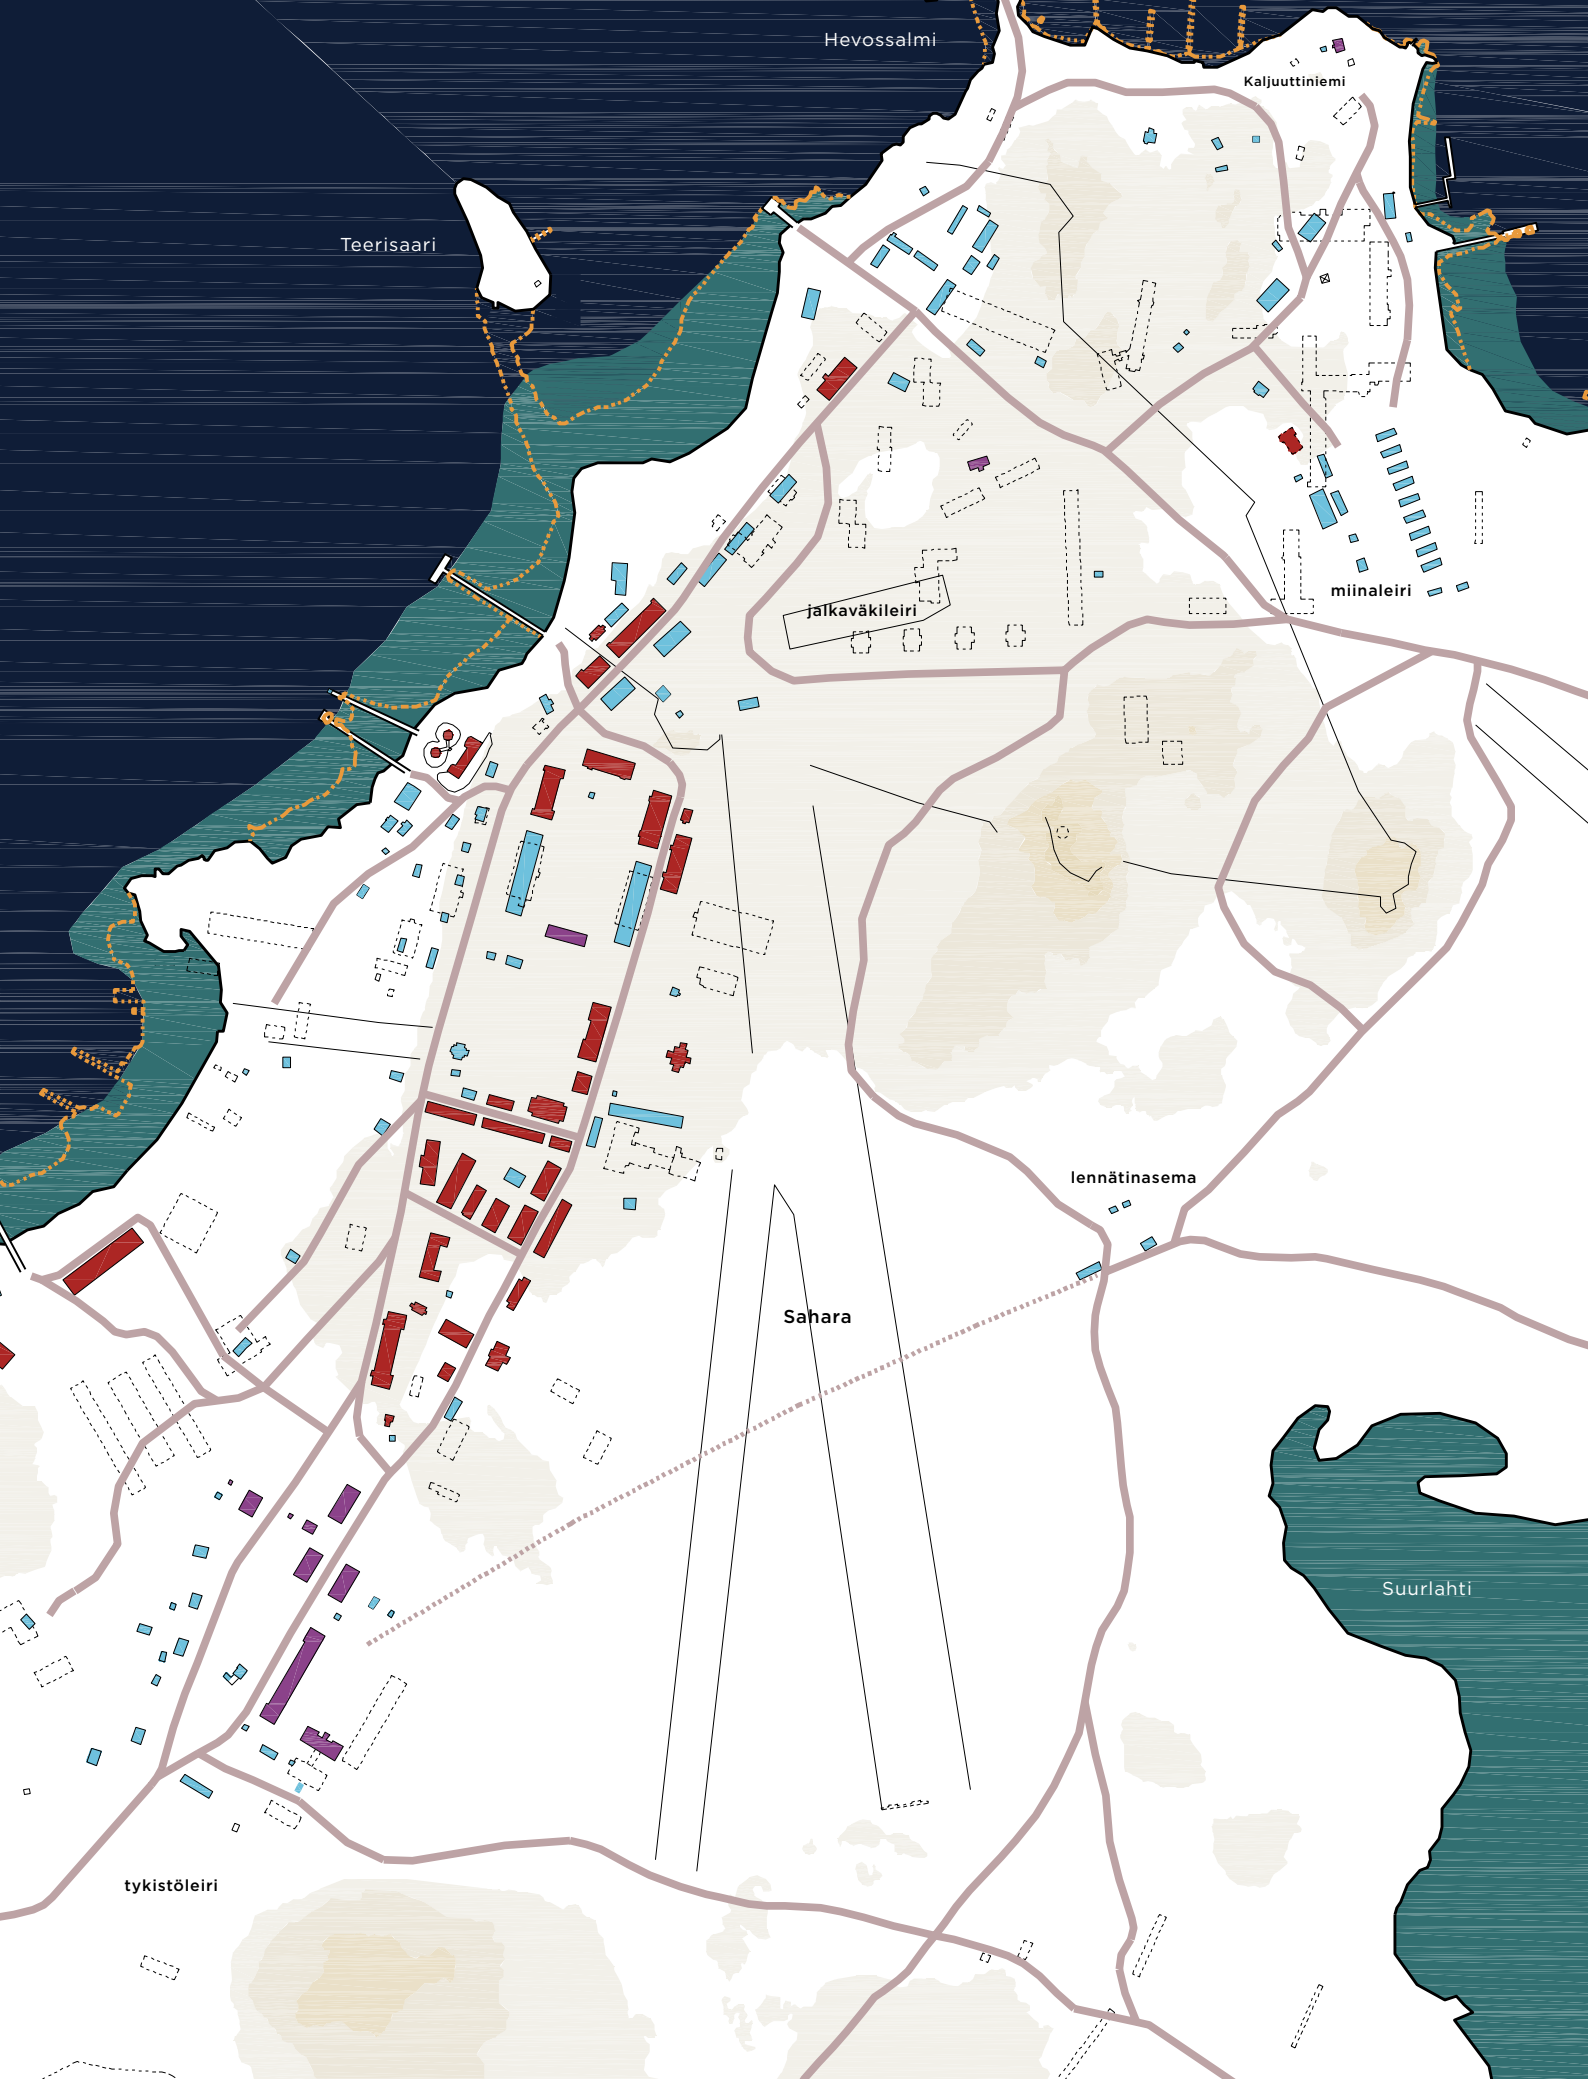 Hevossalmi
Kaljuuttiniemi
Teerisaari
miinaleiri
jalkaväkileiri
lennätinasema
Sahara
Suurlahti
tykistöleiri